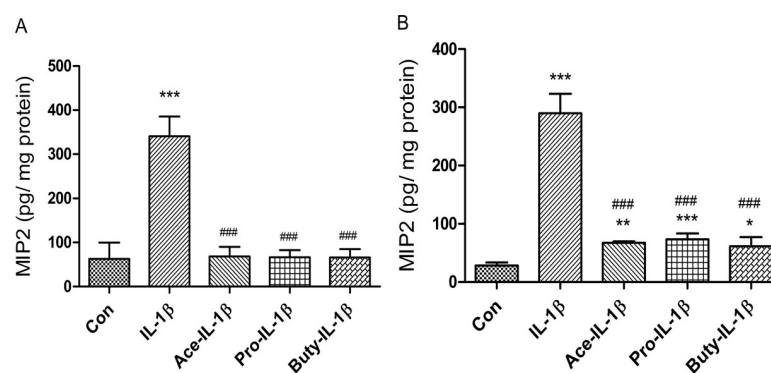 A
MIP2 (pg/ mg protein)
500
400
300
200
100
0
***
###
###
###
Con
IL-1β
Ace-IL-1β
Pro-IL-1β
Buty-IL-1β
B
MIP2 (pg/ mg protein)
400
300
200
100
0
***
###
**
###
***
###
*
Con
IL-1β
Ace-IL-1β
Pro-IL-1β
Buty-IL-1β